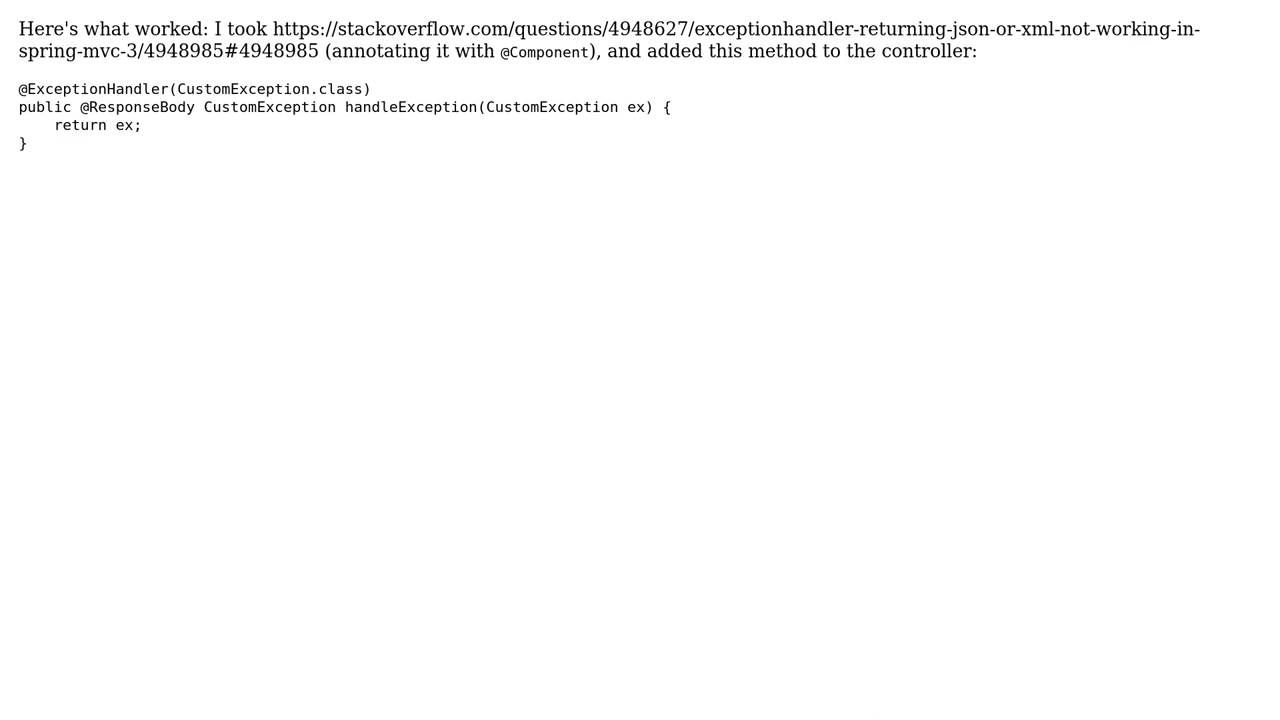 Here's what worked: I took https://stackoverflow.com/questions/4948627/exceptionhandler-returning-json-or-xml-not-working-in-
spring-mvc-3/4948985#4948985 (annotating it with @Component), and added this method to the controller:
@ExceptionHandler(CustomException.class)
public @ResponseBody CustomException handleException(CustomException ex) {
    return ex;
}